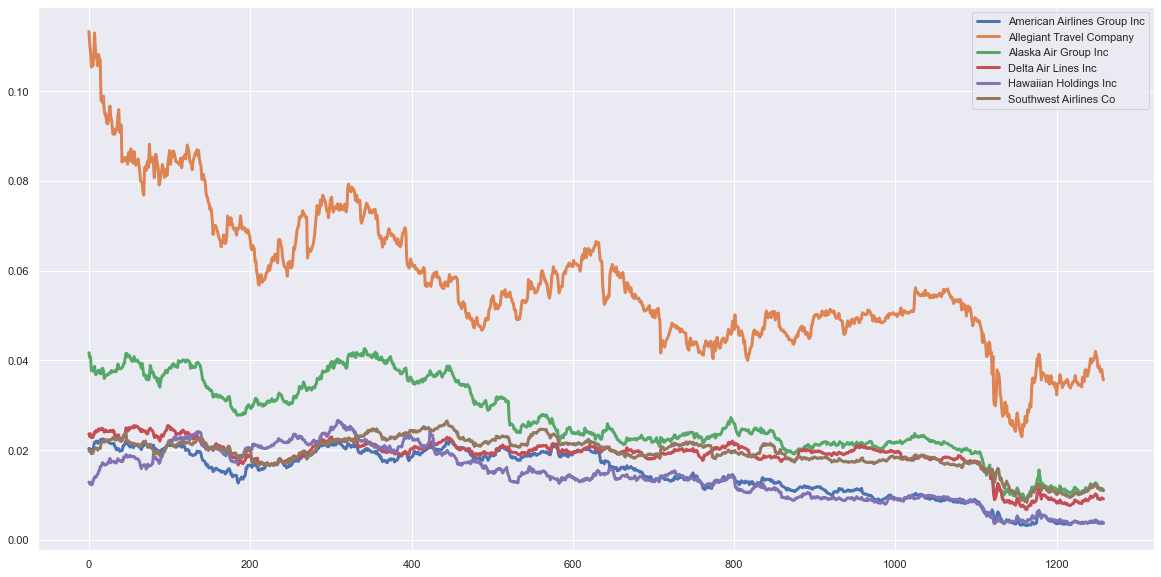 American Airlines Group Inc
Allegiant Travel Company
Alaska Air Group Inc
Delta Air Lines Inc
Hawaiian Holdings Inc
Southwest Airlines Co
0.10
0.08
0.06
0.04
0.02
0.00
0 200 400 600 800 1000 1200